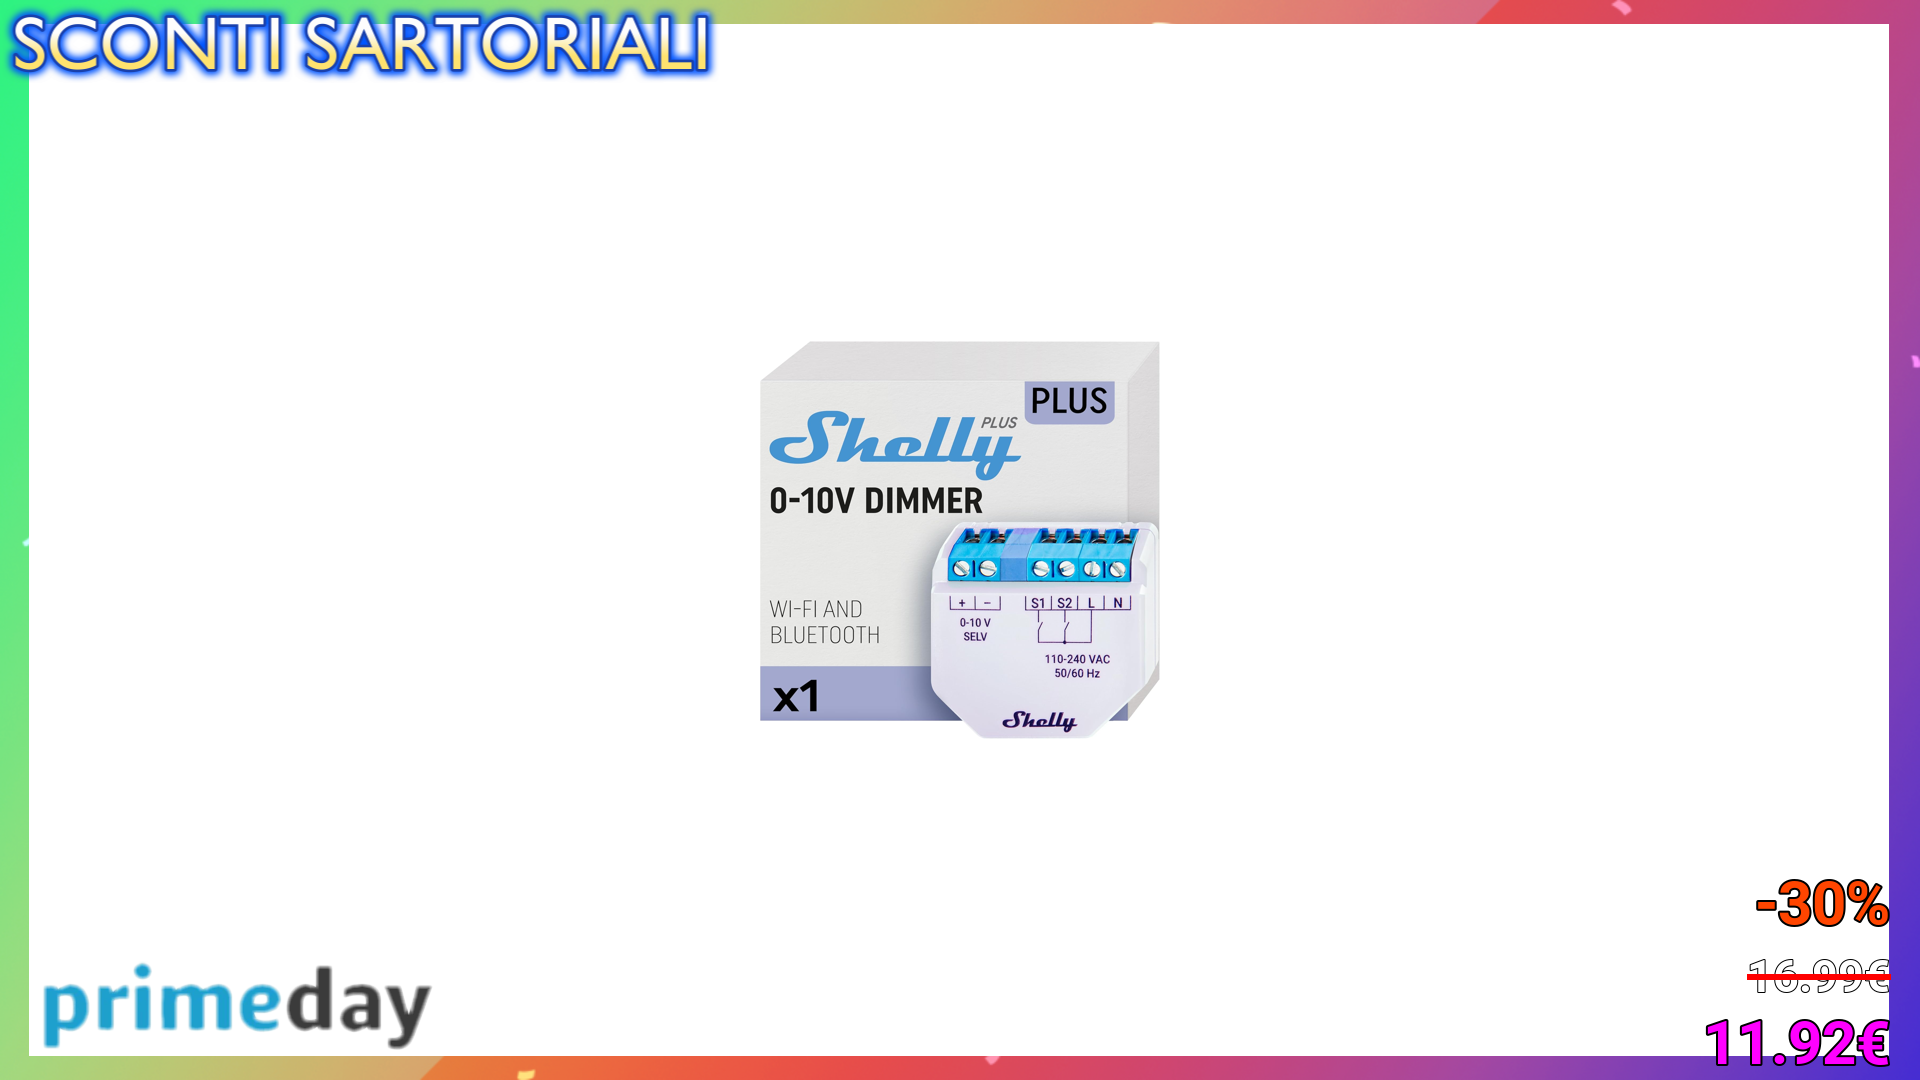 SCONTI SARTORIALI
PLUS
Shelly PLUS
0-10V DIMMER
WI-FI AND
BLUETOOTH
x1
+ − S1 S2 L N
0-10 V
SELV
110-240 VAC
50/60 Hz
Shelly
-30%
16.99€
11.92€
primeday